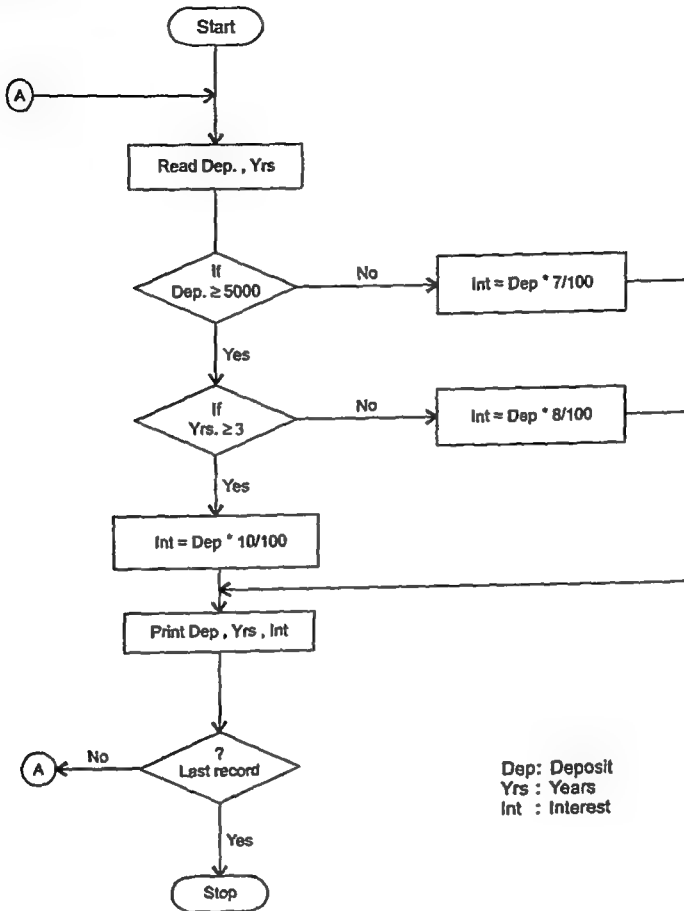 Start
A
Read Dep. , Yrs
If
Dep. ≥ 5000
No
Int = Dep * 7/100
Yes
If
Yrs. ≥ 3
No
Int = Dep * 8/100
Yes
Int = Dep * 10/100
Print Dep , Yrs , Int
?
Last record
No
A
Yes
Stop
Dep: Deposit
Yrs : Years
Int : Interest